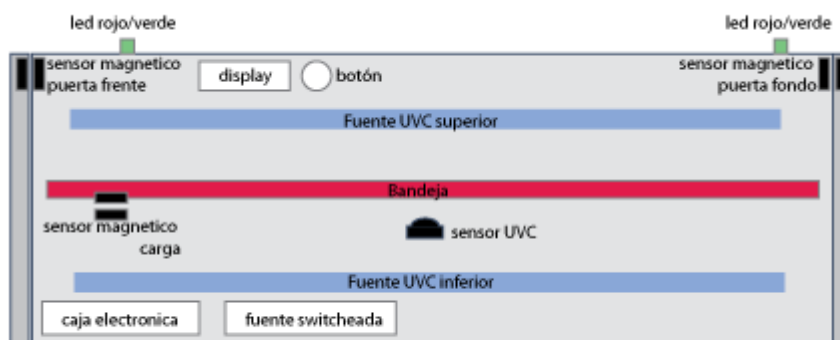 led rojo/verde
led rojo/verde
sensor magnetico
puerta frente
display
botón
sensor magnetico
puerta fondo
Fuente UVC superior
Bandeja
sensor magnetico
carga
sensor UVC
Fuente UVC inferior
caja electronica
fuente switcheada